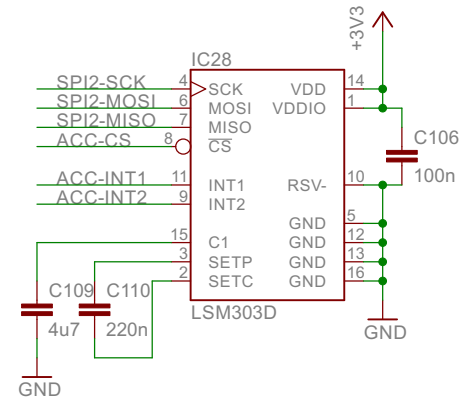 +3V3
IC28
SPI2-SCK 4 SCK VDD 14
SPI2-MOSI 6 MOSI VDDIO 1
SPI2-MISO 7 MISO
ACC-CS 8 CS
C106
100n
ACC-INT1 11 INT1 RSV- 10
ACC-INT2 9 INT2
GND 5
15 C1 GND 12
3 SETP GND 13
2 SETC GND 16
C109 C110
LSM303D
4u7 220n
GND
GND